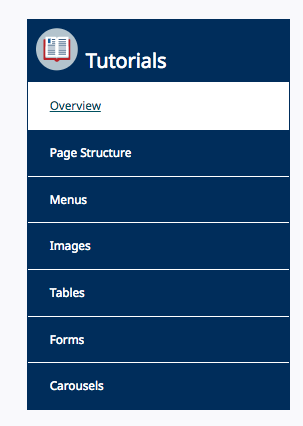 Tutorials
Overview
Page Structure
Menus
Images
Tables
Forms
Carousels